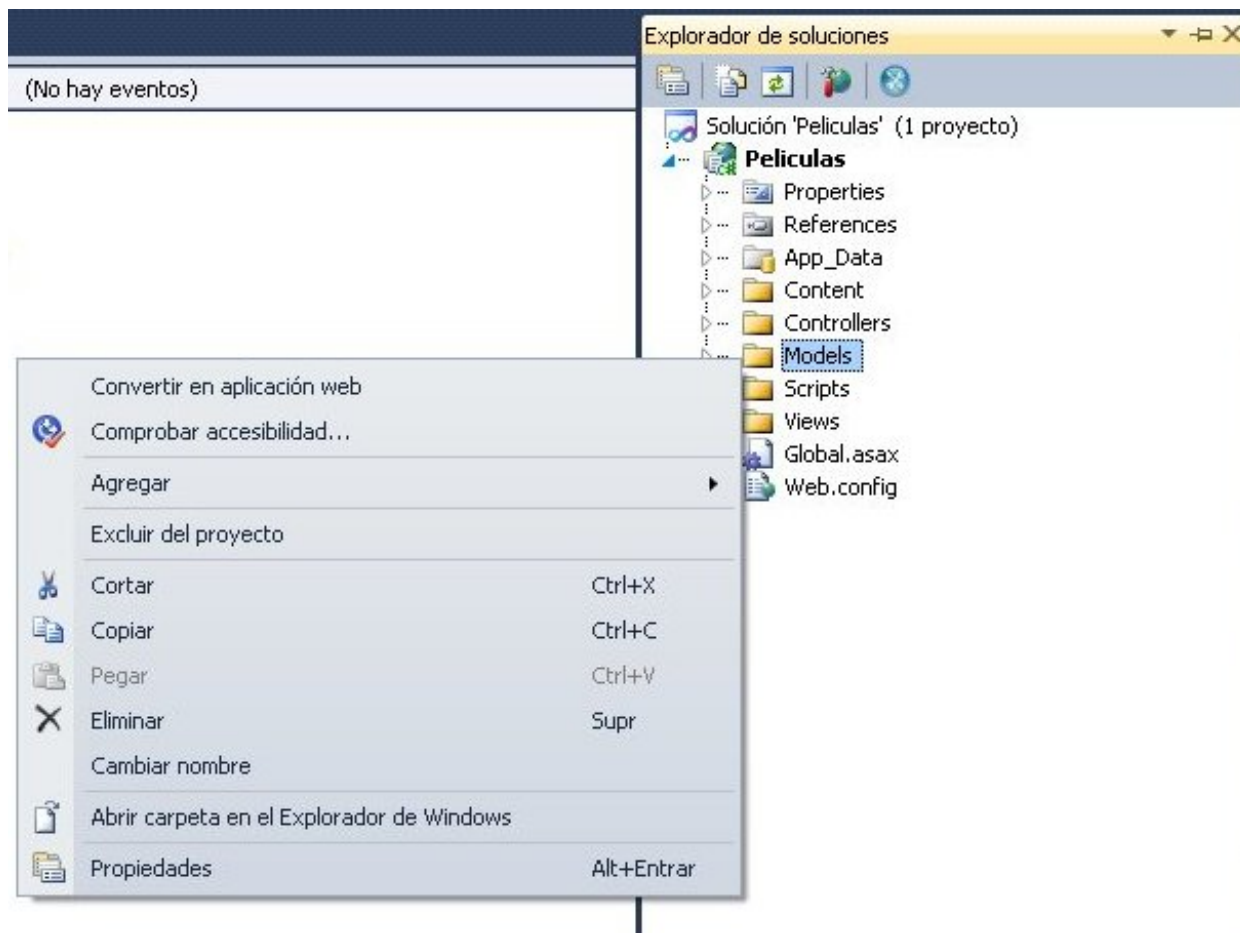 Explorador de soluciones
(No hay eventos)
Solución 'Peliculas' (1 proyecto)
Peliculas
Properties
References
App_Data
Content
Controllers
Models
Scripts
Views
Global.asax
Web.config
Convertir en aplicación web
Comprobar accesibilidad...
Agregar
Excluir del proyecto
Cortar Ctrl+X
Copiar Ctrl+C
Pegar Ctrl+V
Eliminar Supr
Cambiar nombre
Abrir carpeta en el Explorador de Windows
Propiedades Alt+Entrar